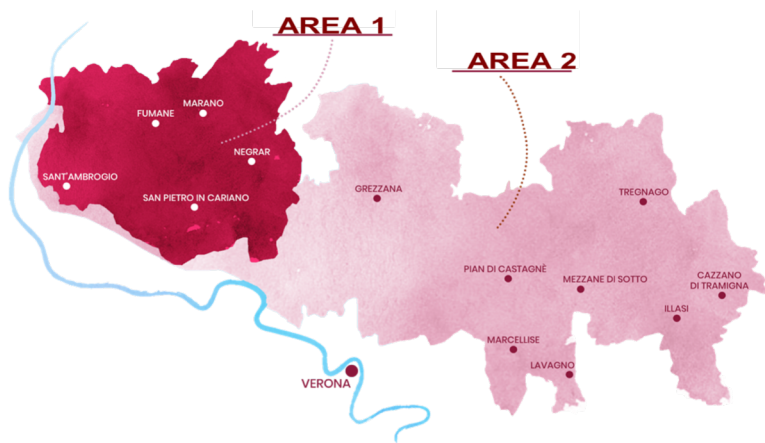 AREA 1
AREA 2
MARANO
FUMANE
NEGRAR
SANT'AMBROGIO
SAN PIETRO IN CARIANO
GREZZANA
TREGNAGO
PIAN DI CASTAGNÈ
MEZZANE DI SOTTO
CAZZANO
DI TRAMIGNA
ILLASI
MARCELLISE
LAVAGNO
VERONA